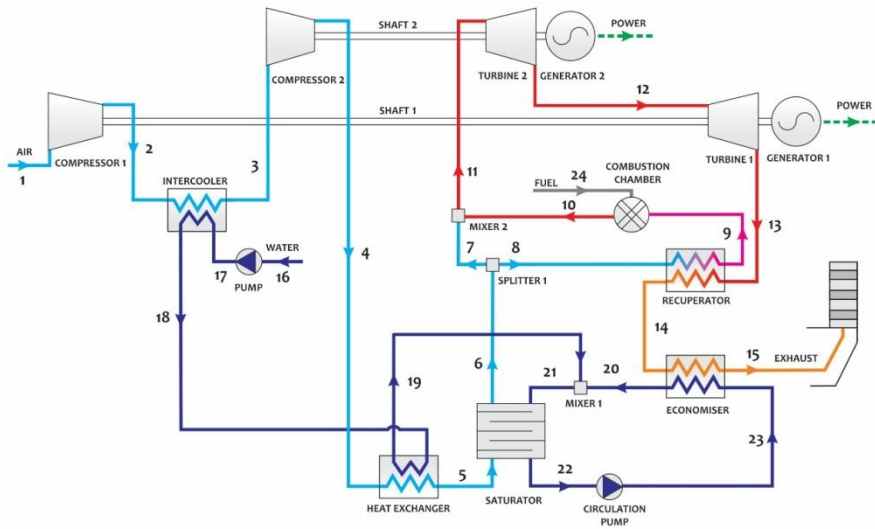 SHAFT 2
POWER
COMPRESSOR 2
TURBINE 2
GENERATOR 2
12
SHAFT 1
POWER
AIR
1
COMPRESSOR 1
2
3
INTERCOOLER
TURBINE 1
GENERATOR 1
11
FUEL
24
COMBUSTION
CHAMBER
10
MIXER 2
9
13
4
7
8
SPLITTER 1
RECUPERATOR
WATER
17
16
PUMP
18
14
15
EXHAUST
19
6
21
20
MIXER 1
ECONOMISER
23
5
22
HEAT EXCHANGER
SATURATOR
CIRCULATION
PUMP